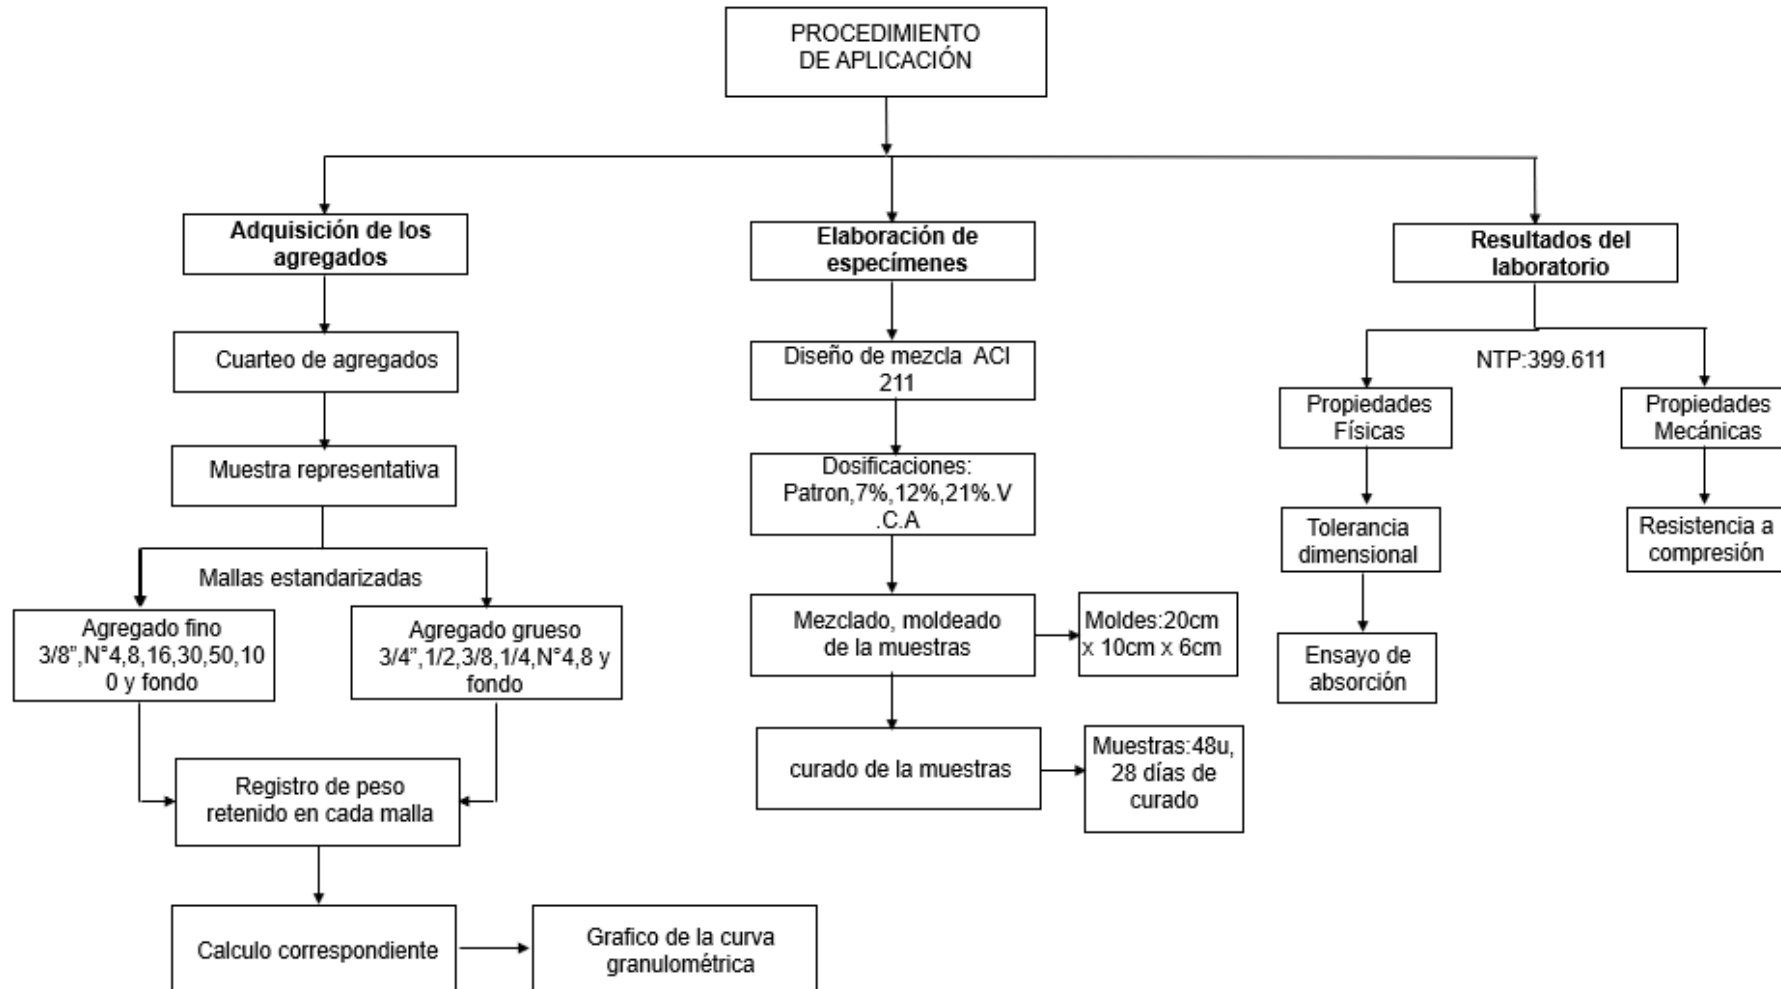 PROCEDIMIENTO
DE APLICACIÓN
Adquisición de los
agregados
Cuarteo de agregados
Muestra representativa
Mallas estandarizadas
Agregado fino
3/8”,N°4,8,16,30,50,10
0 y fondo
Agregado grueso
3/4”,1/2,3/8,1/4,N°4,8 y
fondo
Registro de peso
retenido en cada malla
Calculo correspondiente
Grafico de la curva
granulométrica
Elaboración de
especímenes
Diseño de mezcla ACI
211
Dosificaciones:
Patron,7%,12%,21%.V
.C.A
Mezclado, moldeado
de la muestras
Moldes:20cm
x 10cm x 6cm
curado de la muestras
Muestras:48u,
28 días de
curado
Resultados del
laboratorio
NTP:399.611
Propiedades
Físicas
Tolerancia
dimensional
Ensayo de
absorción
Propiedades
Mecánicas
Resistencia a
compresión